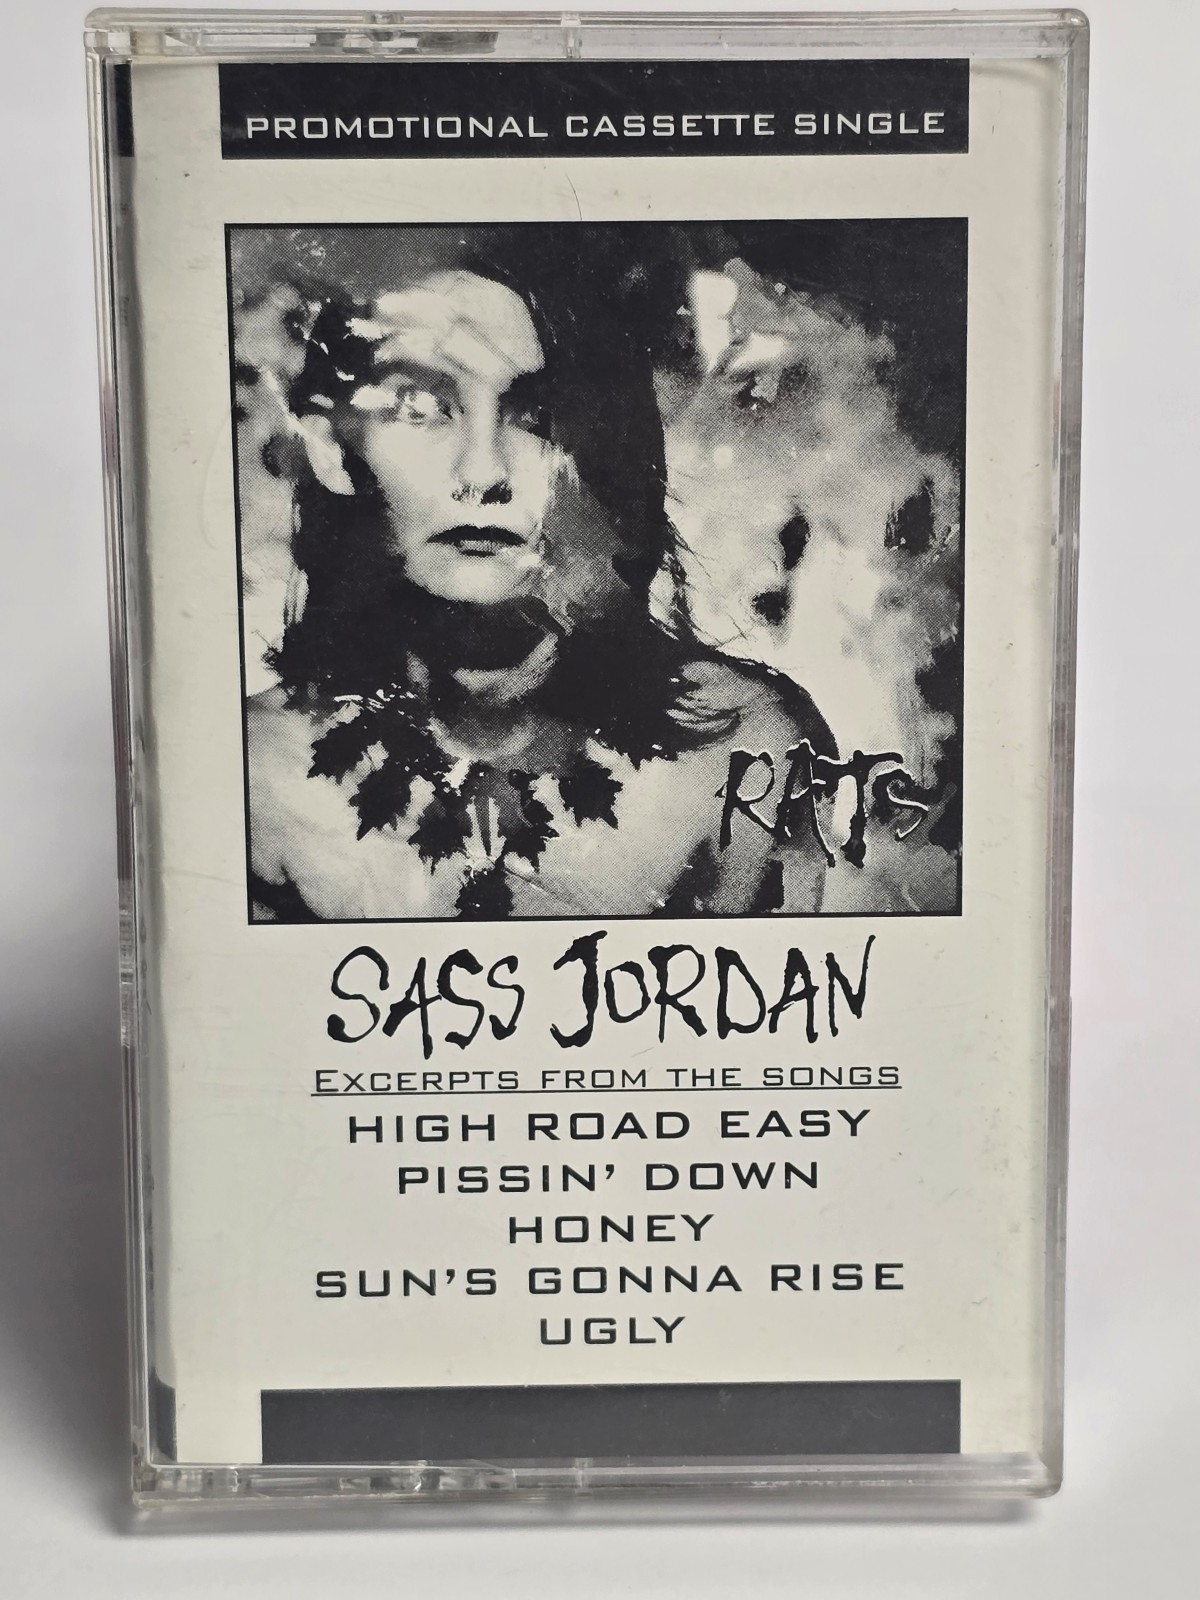 PROMOTIONAL CASSETTE SINGLE
RATS
SASS JORDAN
EXCERPTS FROM THE SONGS
HIGH ROAD EASY
PISSIN' DOWN
HONEY
SUN'S GONNA RISE
UGLY